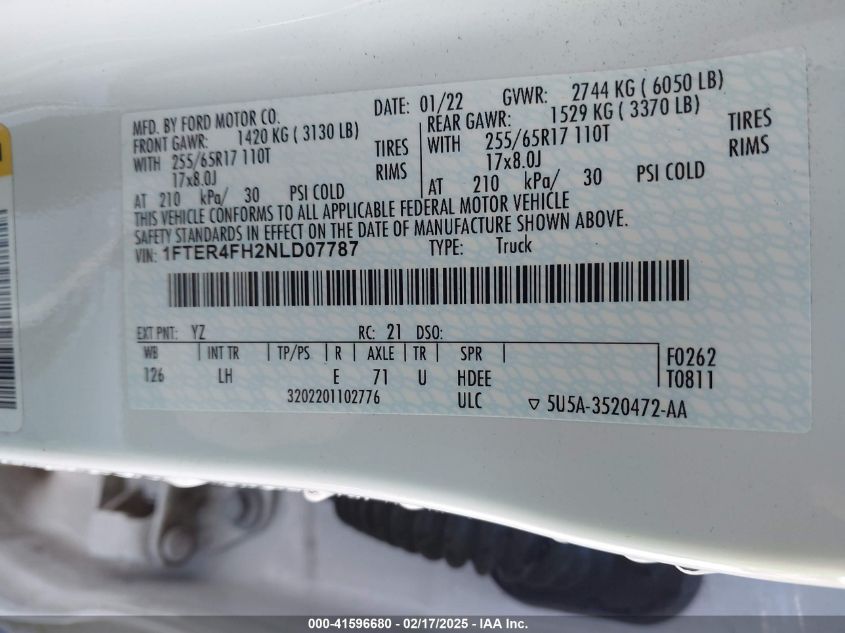 MFD. BY FORD MOTOR CO. DATE: 01/22 GVWR: 2744 KG ( 6050 LB)
FRONT GAWR: 1420 KG ( 3130 LB) REAR GAWR: 1529 KG ( 3370 LB)
WITH 255/65R17 110T TIRES WITH 255/65R17 110T TIRES
17x8.0J RIMS 17x8.0J RIMS
AT 210 kPa/ 30 PSI COLD AT 210 kPa/ 30 PSI COLD
THIS VEHICLE CONFORMS TO ALL APPLICABLE FEDERAL MOTOR VEHICLE
SAFETY STANDARDS IN EFFECT ON THE DATE OF MANUFACTURE SHOWN ABOVE.
VIN: 1FTER4FH2NLD07787 TYPE: Truck
EXT PNT: YZ RC: 21 DSO:
WB INT TR TP/PS R AXLE TR SPR F0262
126 LH E 71 U HDEE T0811
3202201102776 ULC ▽ 5U5A-3520472-AA
000-41596680 - 02/17/2025 - IAA Inc.